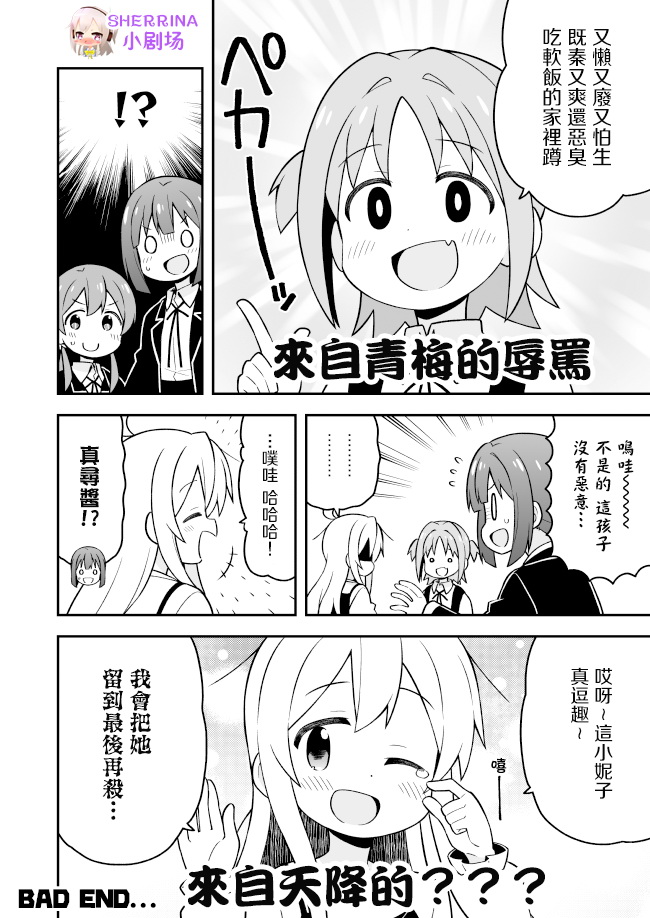 SHERRINA
小剧场
又懶又廢又怕生
既秦又爽還惡臭
吃軟飯的家裡蹲
ペカーーッ
!?
來自青梅的辱罵
嗚哇~~~~~
不是的 這孩子
沒有惡意…
………
………
…噗哇 哈哈哈!
真尋醬!?
哎呀~這小妮子
真逗趣~
嘻——
我會把她
留到最後再殺…
來自天降的???
BAD END...